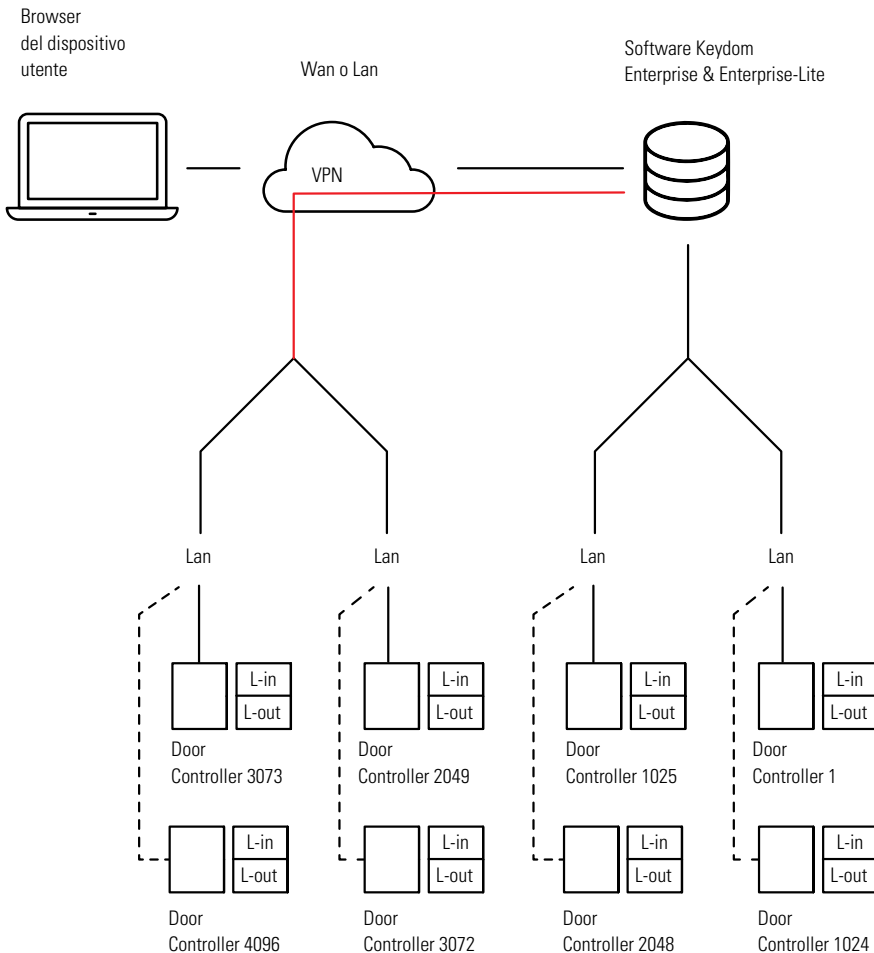 Browser
del dispositivo
utente
Wan o Lan
Software Keydom
Enterprise & Enterprise-Lite
VPN
Lan
Lan
Lan
Lan
L-in
L-out
L-in
L-out
L-in
L-out
L-in
L-out
Door
Controller 3073
Door
Controller 2049
Door
Controller 1025
Door
Controller 1
L-in
L-out
L-in
L-out
L-in
L-out
L-in
L-out
Door
Controller 4096
Door
Controller 3072
Door
Controller 2048
Door
Controller 1024